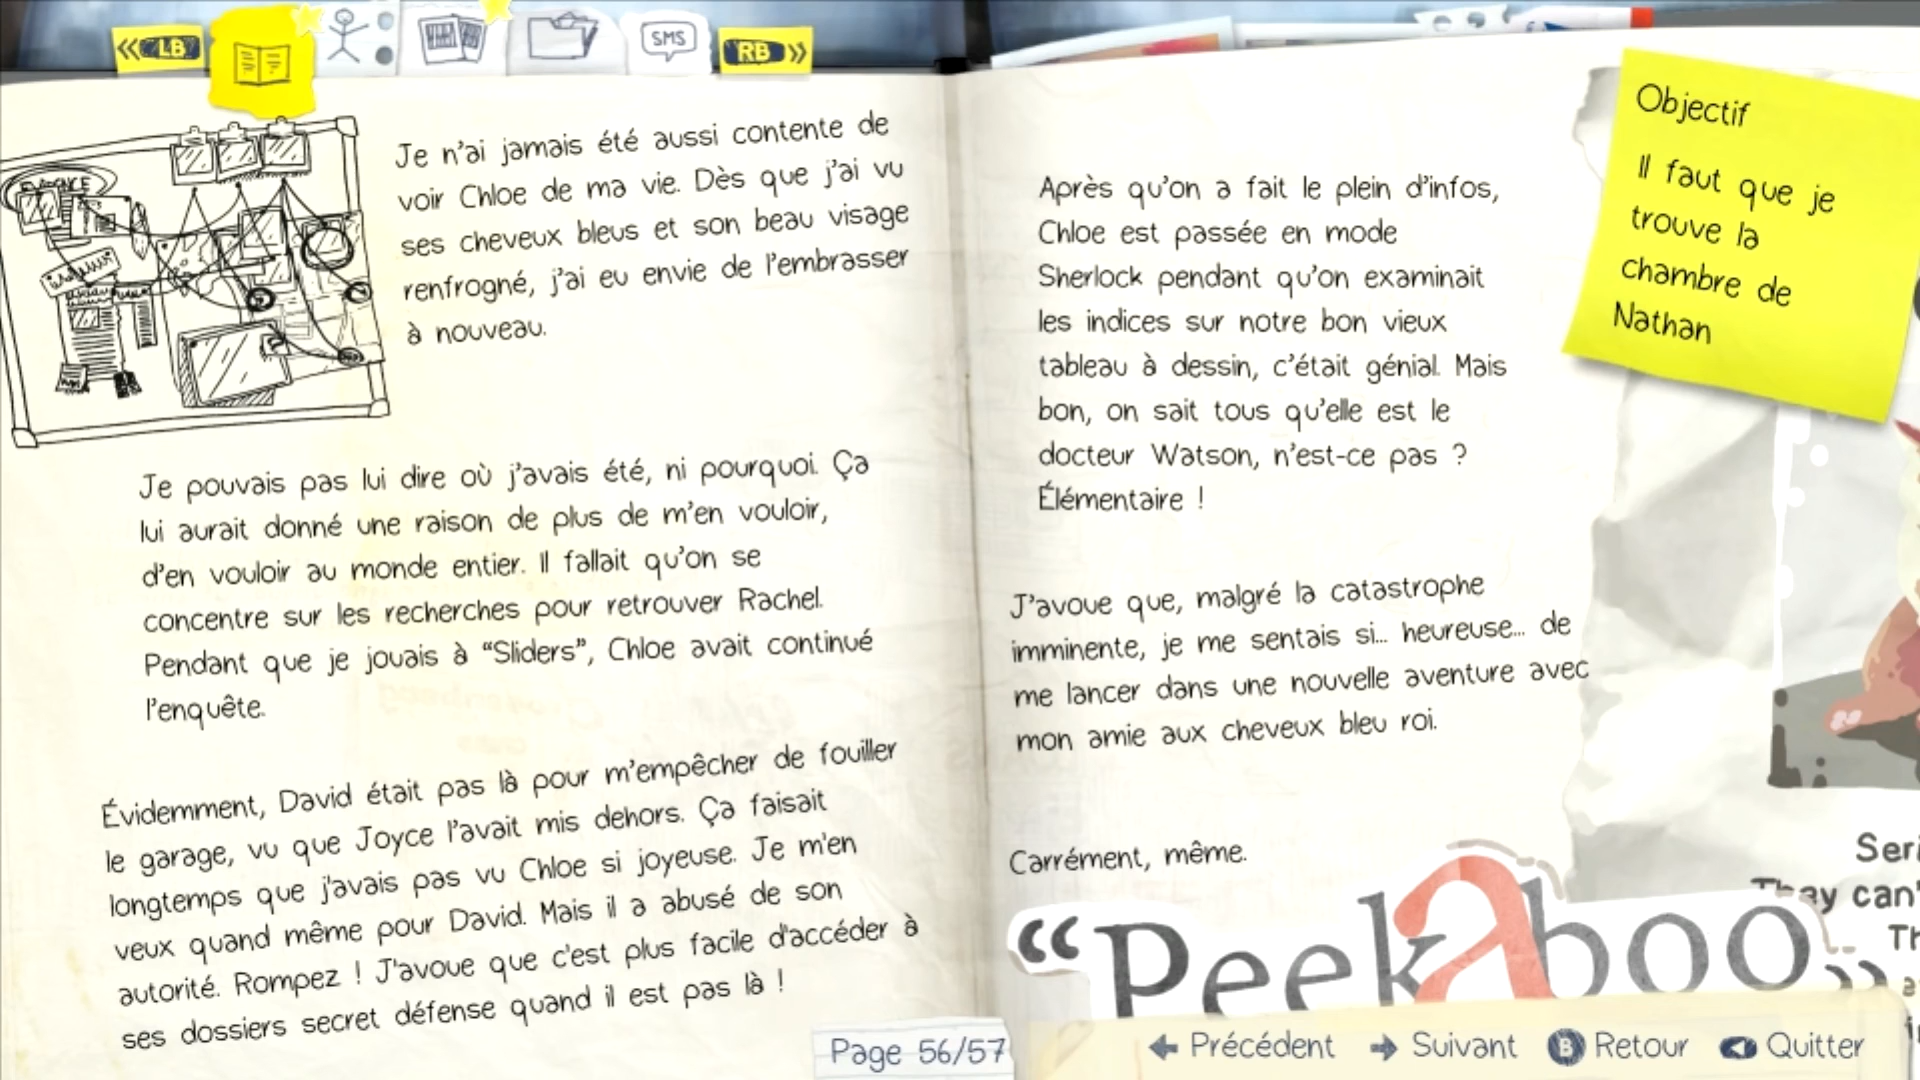 LB
SMS
RB
Je n'ai jamais été aussi contente de
voir Chloe de ma vie. Dès que j'ai vu
ses cheveux bleus et son beau visage
renfrogné, j'ai eu envie de l'embrasser
à nouveau.
Je pouvais pas lui dire où j'avais été, ni pourquoi. Ça
lui aurait donné une raison de plus de m'en vouloir,
d'en vouloir au monde entier. Il fallait qu'on se
concentre sur les recherches pour retrouver Rachel.
Pendant que je jouais à “Sliders”, Chloe avait continué
l'enquête.
Évidemment, David était pas là pour m'empêcher de fouiller
le garage, vu que Joyce l'avait mis dehors. Ça faisait
longtemps que j'avais pas vu Chloe si joyeuse. Je m'en
veux quand même pour David. Mais il a abusé de son
autorité. Rompez ! J'avoue que c'est plus facile d'accéder à
ses dossiers secret défense quand il est pas là !
Après qu'on a fait le plein d'infos,
Chloe est passée en mode
Sherlock pendant qu'on examinait
les indices sur notre bon vieux
tableau à dessin, c'était génial. Mais
bon, on sait tous qu'elle est le
docteur Watson, n'est-ce pas ?
Élémentaire !
J'avoue que, malgré la catastrophe
imminente, je me sentais si... heureuse... de
me lancer dans une nouvelle aventure avec
mon amie aux cheveux bleu roi.
Carrément, même.
Objectif
Il faut que je
trouve la
chambre de
Nathan
Seri
They can'
Th
“Peekaboo”
Page 56/57
Précédent
Suivant
B Retour
Quitter